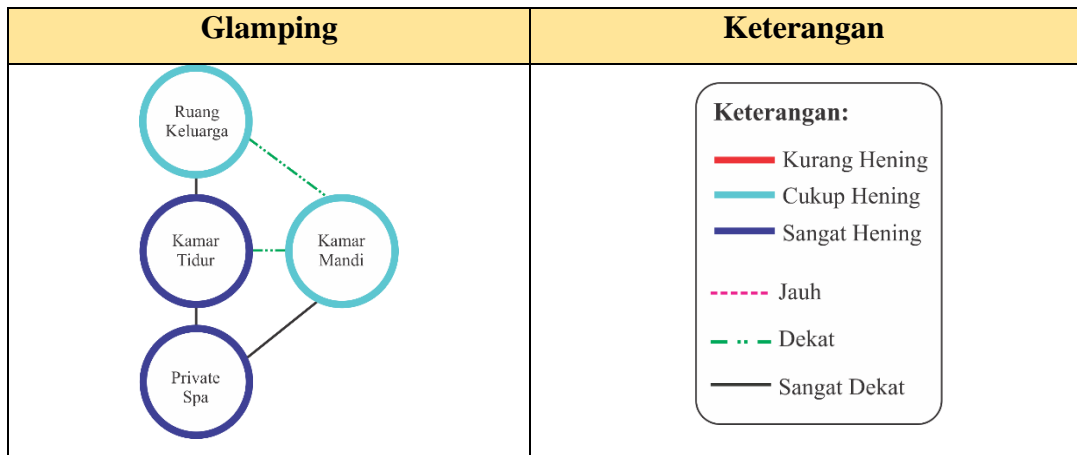 Glamping
Keterangan
Ruang
Keluarga
Kamar
Tidur
Kamar
Mandi
Private
Spa
Keterangan:
Kurang Hening
Cukup Hening
Sangat Hening
Jauh
Dekat
Sangat Dekat